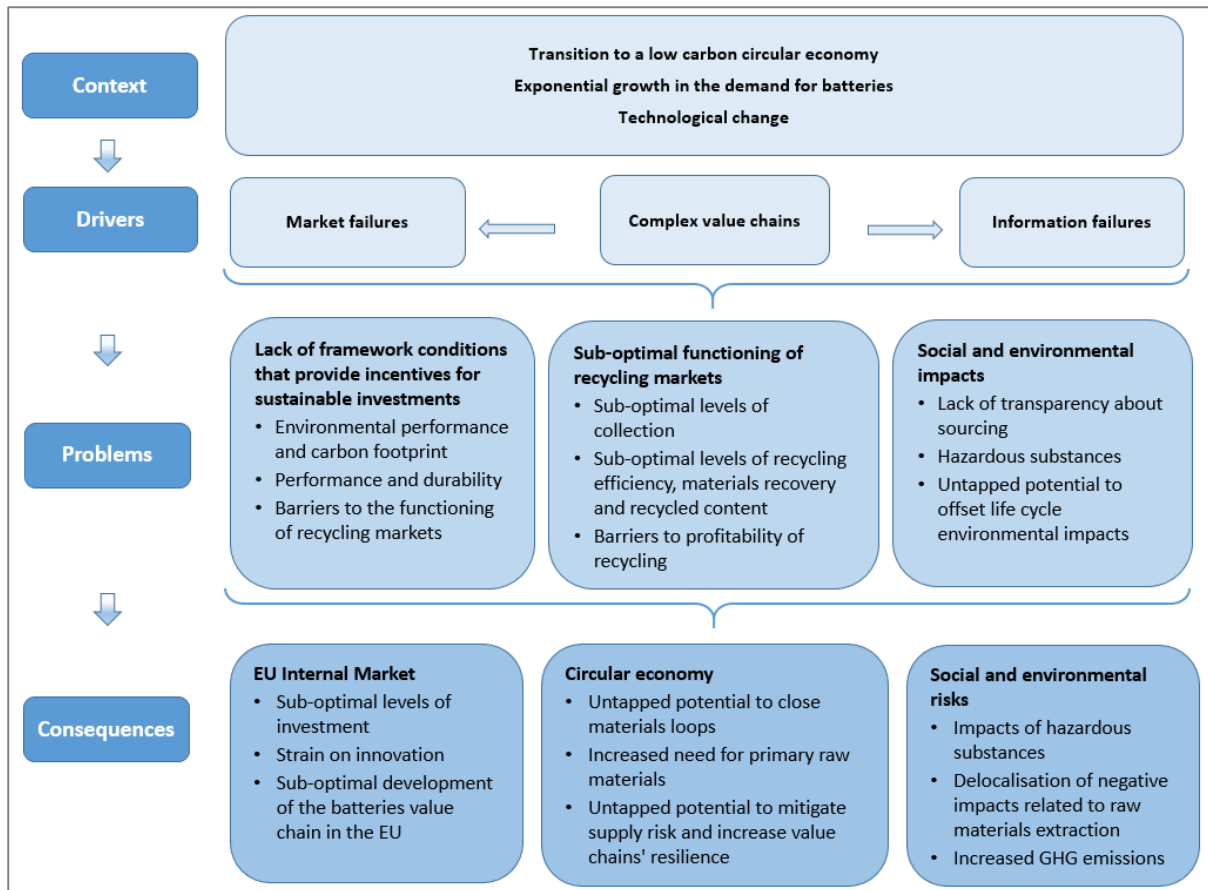 Context
Transition to a low carbon circular economy
Exponential growth in the demand for batteries
Technological change
Drivers
Market failures
Complex value chains
Information failures
Problems
Lack of framework conditions
that provide incentives for
sustainable investments
• Environmental performance
and carbon footprint
• Performance and durability
• Barriers to the functioning
of recycling markets
Sub-optimal functioning of
recycling markets
• Sub-optimal levels of
collection
• Sub-optimal levels of recycling
efficiency, materials recovery
and recycled content
• Barriers to profitability of
recycling
Social and environmental
impacts
• Lack of transparency about
sourcing
• Hazardous substances
• Untapped potential to
offset life cycle
environmental impacts
Consequences
EU Internal Market
• Sub-optimal levels of
investment
• Strain on innovation
• Sub-optimal development
of the batteries value
chain in the EU
Circular economy
• Untapped potential to close
materials loops
• Increased need for primary raw
materials
• Untapped potential to mitigate
supply risk and increase value
chains' resilience
Social and environmental
risks
• Impacts of hazardous
substances
• Delocalisation of negative
impacts related to raw
materials extraction
• Increased GHG emissions